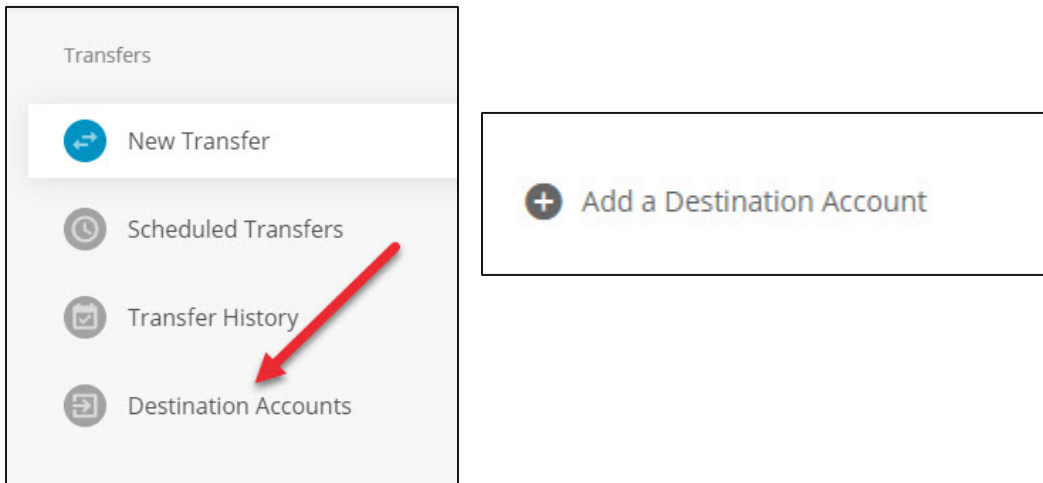 Transfers
New Transfer
Scheduled Transfers
Transfer History
Destination Accounts
Add a Destination Account